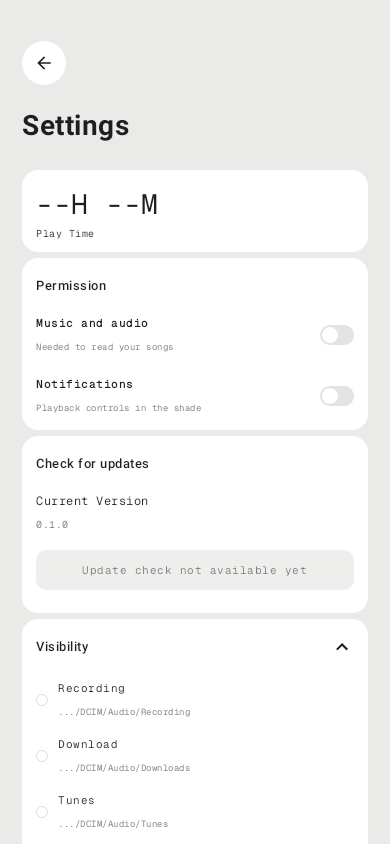 Settings
--H --M
Play Time
Permission
Music and audio
Needed to read your songs
Notifications
Playback controls in the shade
Check for updates
Current Version
0.1.0
Update check not available yet
Visibility
Recording
.../DCIM/Audio/Recording
Download
.../DCIM/Audio/Downloads
Tunes
.../DCIM/Audio/Tunes